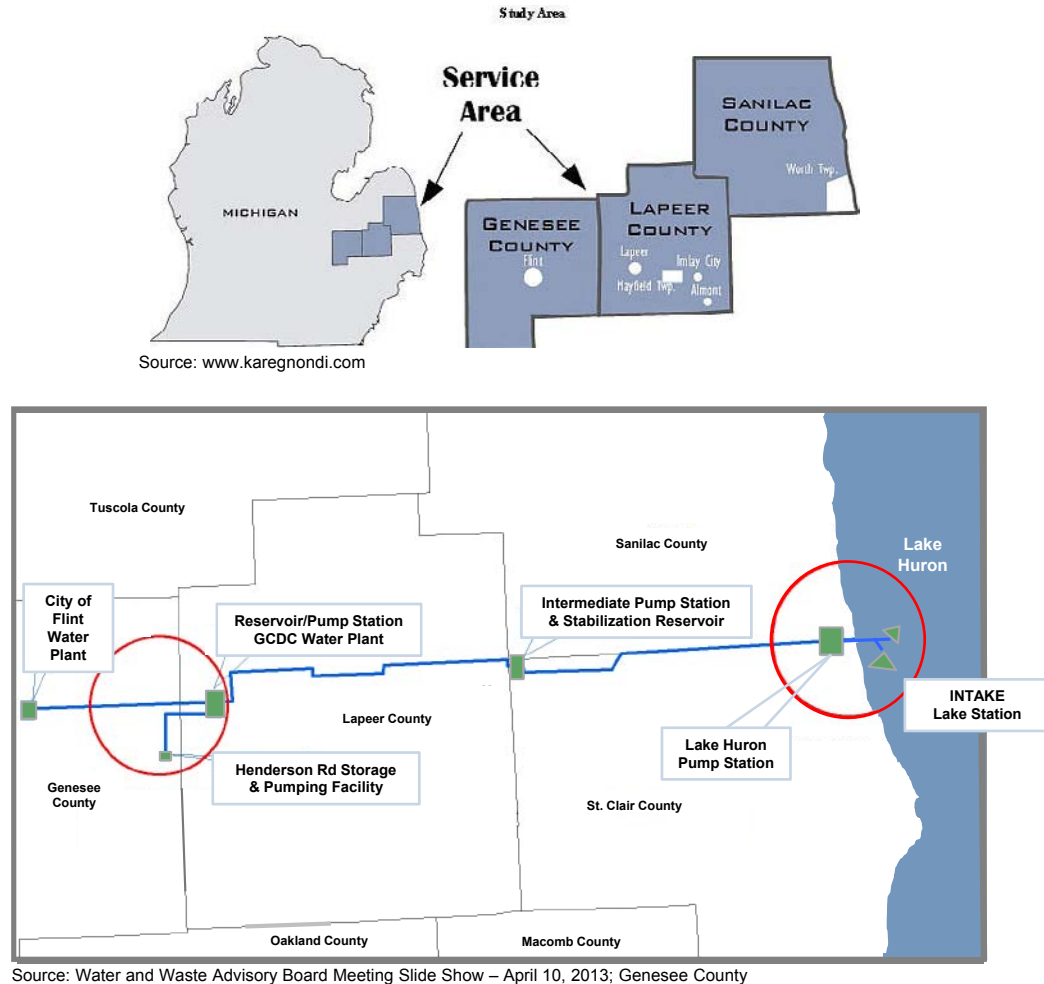 Study Area
Service
Area
MICHIGAN
SANILAC
COUNTY
Worth Twp.
LAPEER
COUNTY
GENESEE
COUNTY
Flint
Lapeer
Imlay City
Mayfield Twp.
Almont
Source: www.karegnondi.com
Tuscola County
Sanilac County
Lake
Huron
City of
Flint
Water
Plant
Reservoir/Pump Station
GCDC Water Plant
Intermediate Pump Station
& Stabilization Reservoir
INTAKE
Lake Station
Lapeer County
Lake Huron
Pump Station
Henderson Rd Storage
& Pumping Facility
Genesee
County
St. Clair County
Oakland County
Macomb County
Source: Water and Waste Advisory Board Meeting Slide Show – April 10, 2013; Genesee County